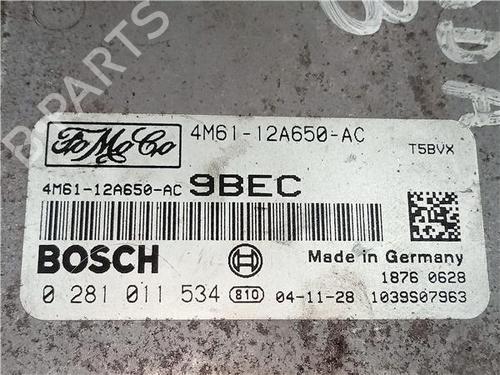 B-PARTS
FoMoCo
4M61-12A650-AC
T5BVX
4M61-12A650-AC 9BEC
BOSCH
Made in Germany
1876 0628
0 281 011 534 810 04-11-28 1039S07963